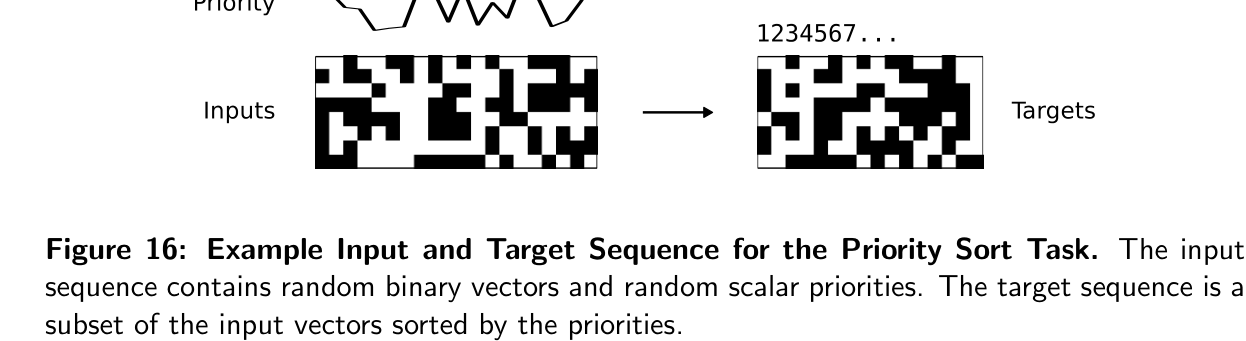 Priority
1234567...
Inputs
Targets
Figure 16: Example Input and Target Sequence for the Priority Sort Task. The input
sequence contains random binary vectors and random scalar priorities. The target sequence is a
subset of the input vectors sorted by the priorities.